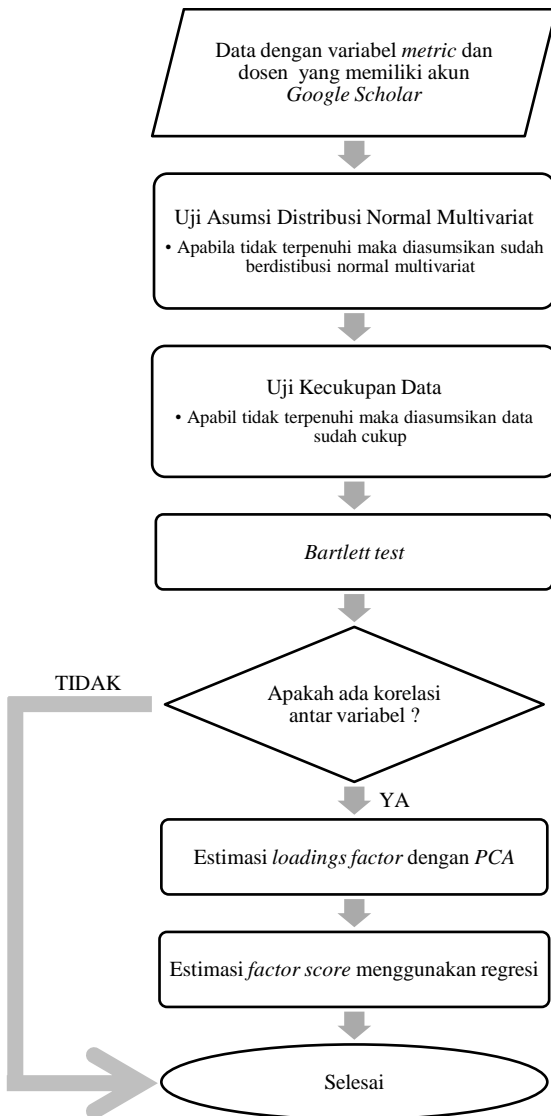 Data dengan variabel metric dan
dosen yang memiliki akun
Google Scholar
Uji Asumsi Distribusi Normal Multivariat
• Apabila tidak terpenuhi maka diasumsikan sudah
berdistibusi normal multivariat
Uji Kecukupan Data
• Apabil tidak terpenuhi maka diasumsikan data
sudah cukup
Bartlett test
TIDAK
Apakah ada korelasi
antar variabel ?
YA
Estimasi loadings factor dengan PCA
Estimasi factor score menggunakan regresi
Selesai